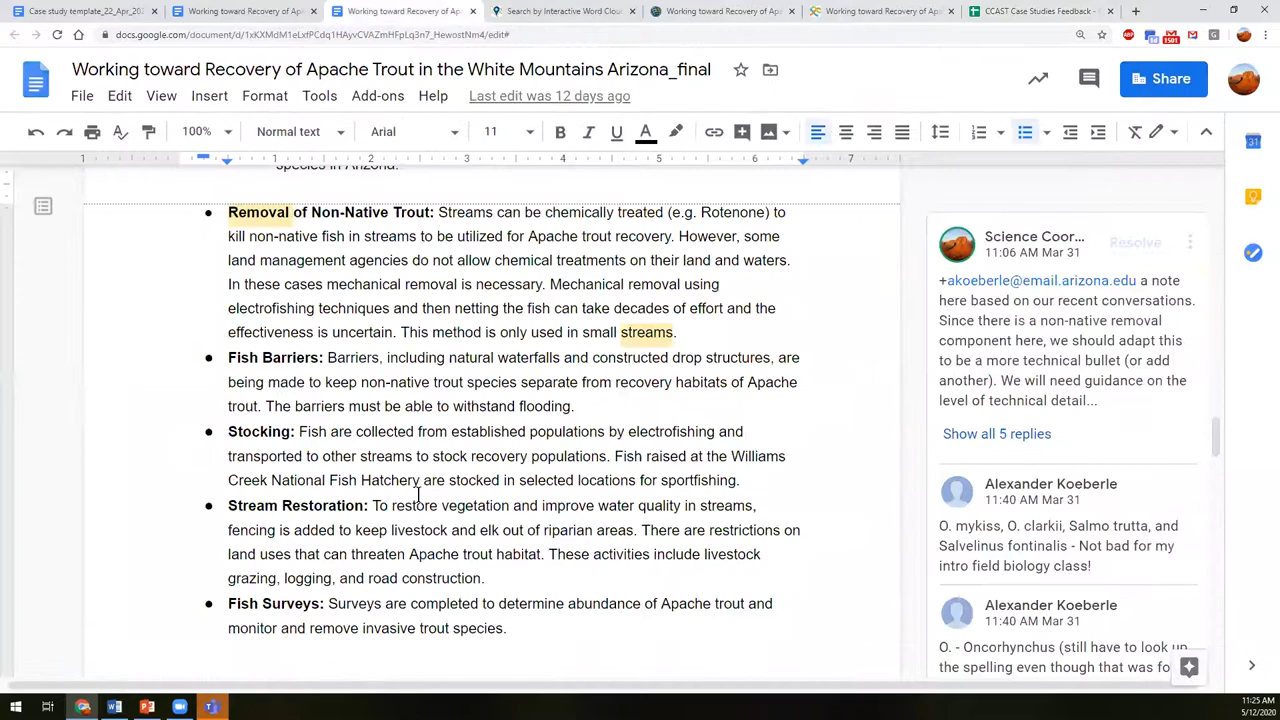 Case study template_22_Apr_202
Working to Recovery of Ap
Working toward Recovery of Apac
Search by Interactive Word Cloud
Working toward Recovery of Ap
Working toward Recovery of Ap
CCAST Case Studies Feedback -
docs.google.com/document/d/1xKXMdM1eLxfPCdq1HAyvCVAZmHFpLq3n7_HewostNm4/edit#
Working toward Recovery of Apache Trout in the White Mountains Arizona_final
Share
File Edit View Insert Format Tools Add-ons Help Last edit was 12 days ago
100% Normal text Arial 11 B I U A
1 1 2 3 4 5 6 7
species in Arizona.
● Removal of Non-Native Trout: Streams can be chemically treated (e.g. Rotenone) to
kill non-native fish in streams to be utilized for Apache trout recovery. However, some
land management agencies do not allow chemical treatments on their land and waters.
In these cases mechanical removal is necessary. Mechanical removal using
electrofishing techniques and then netting the fish can take decades of effort and the
effectiveness is uncertain. This method is only used in small streams.
● Fish Barriers: Barriers, including natural waterfalls and constructed drop structures, are
being made to keep non-native trout species separate from recovery habitats of Apache
trout. The barriers must be able to withstand flooding.
● Stocking: Fish are collected from established populations by electrofishing and
transported to other streams to stock recovery populations. Fish raised at the Williams
Creek National Fish Hatchery are stocked in selected locations for sportfishing.
● Stream Restoration: To restore vegetation and improve water quality in streams,
fencing is added to keep livestock and elk out of riparian areas. There are restrictions on
land uses that can threaten Apache trout habitat. These activities include livestock
grazing, logging, and road construction.
● Fish Surveys: Surveys are completed to determine abundance of Apache trout and
monitor and remove invasive trout species.
Science Coor...
Resolve
11:06 AM Mar 31
+akoeberle@email.arizona.edu a note
here based on our recent conversations.
Since there is a non-native removal
component here, we should adapt this
to be a more technical bullet (or add
another). We will need guidance on the
level of technical detail...
Show all 5 replies
Alexander Koeberle
11:40 AM Mar 31
O. mykiss, O. clarkii, Salmo trutta, and
Salvelinus fontinalis - Not bad for my
intro field biology class!
Alexander Koeberle
11:40 AM Mar 31
O. - Oncorhynchus (still have to look up
the spelling even though that was fo
11:25 AM
5/12/2020